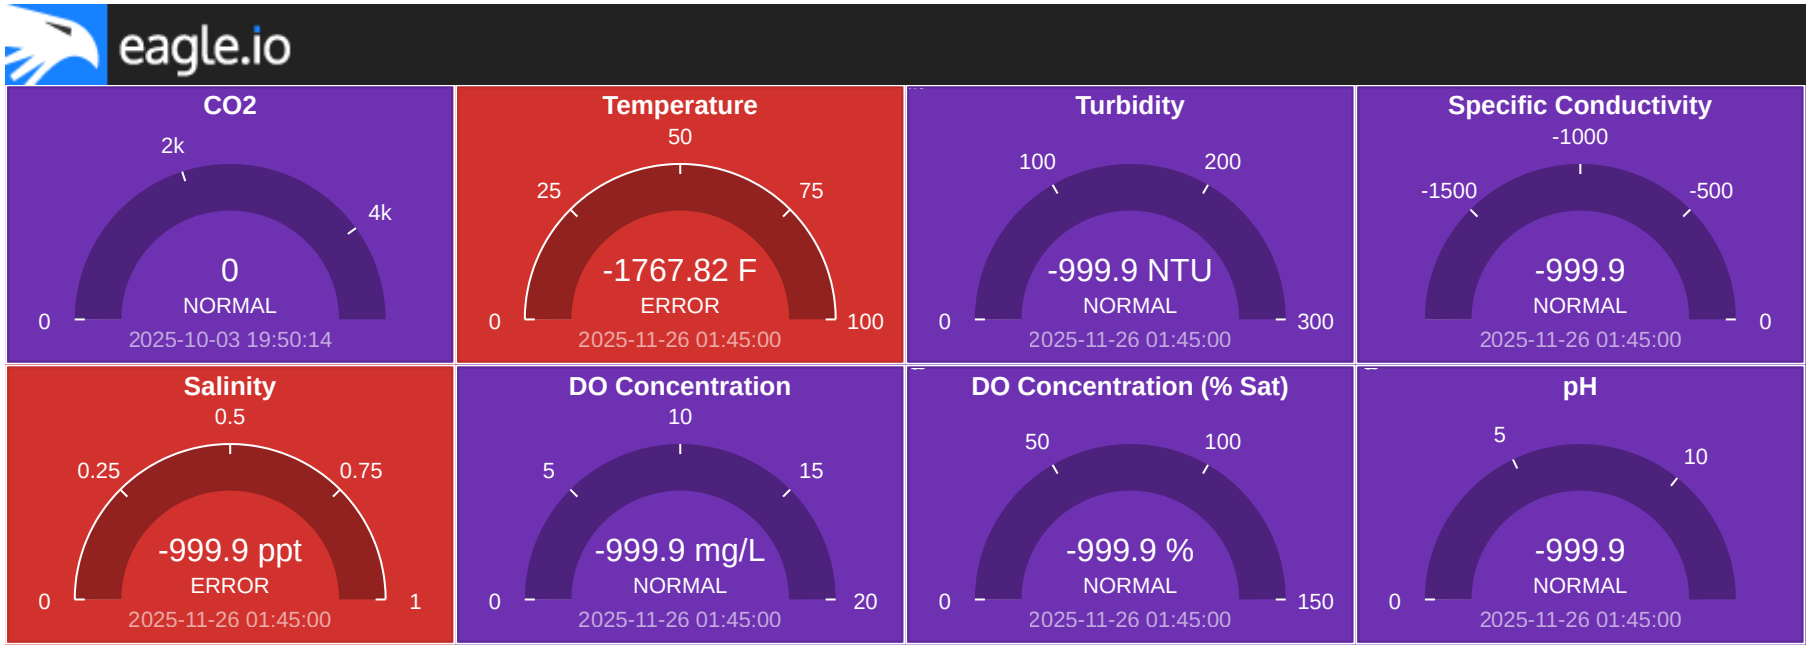 eagle.io
CO2
2k
4k
0
0
NORMAL
2025-10-03 19:50:14
Temperature
50
25
75
-1767.82 F
ERROR
0
100
2025-11-26 01:45:00
Turbidity
100
200
-999.9 NTU
NORMAL
0
300
2025-11-26 01:45:00
Specific Conductivity
-1000
-1500
-500
-999.9
NORMAL
0
2025-11-26 01:45:00
Salinity
0.5
0.25
0.75
-999.9 ppt
ERROR
0
1
2025-11-26 01:45:00
DO Concentration
10
5
15
-999.9 mg/L
NORMAL
0
20
2025-11-26 01:45:00
DO Concentration (% Sat)
50
100
-999.9 %
NORMAL
0
150
2025-11-26 01:45:00
pH
5
10
-999.9
NORMAL
0
2025-11-26 01:45:00